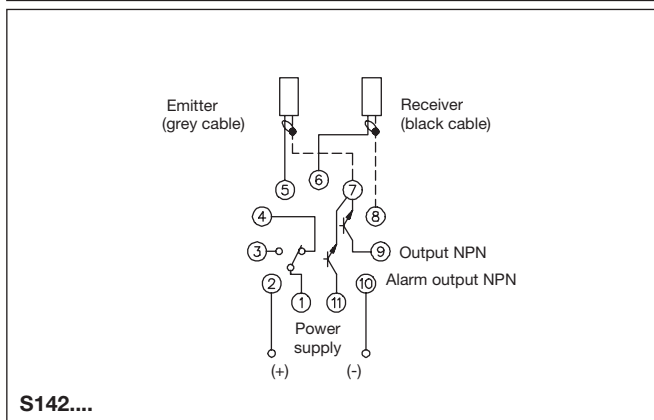 Emitter
(grey cable)
Receiver
(black cable)
5
6
7
8
4
3
9 Output NPN
2
1
11
10 Alarm output NPN
Power
supply
(+)
(-)
S142....